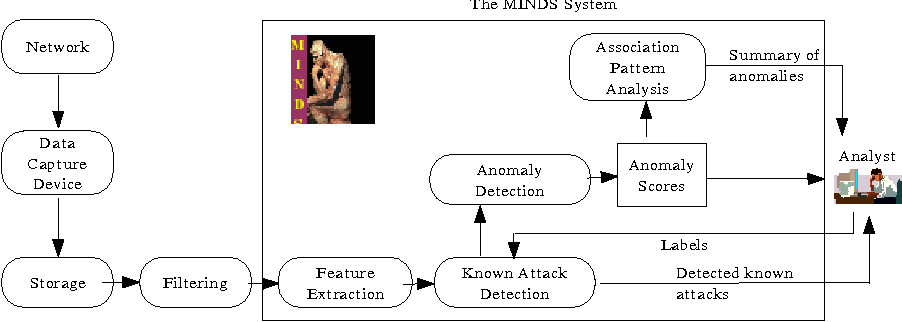 The MINDS System
Network
Data
Capture
Device
Storage
Filtering
Feature
Extraction
Known Attack
Detection
Anomaly
Detection
Anomaly
Scores
Association
Pattern
Analysis
Summary of
anomalies
Analyst
Labels
Detected known
attacks
M
I
N
D
S